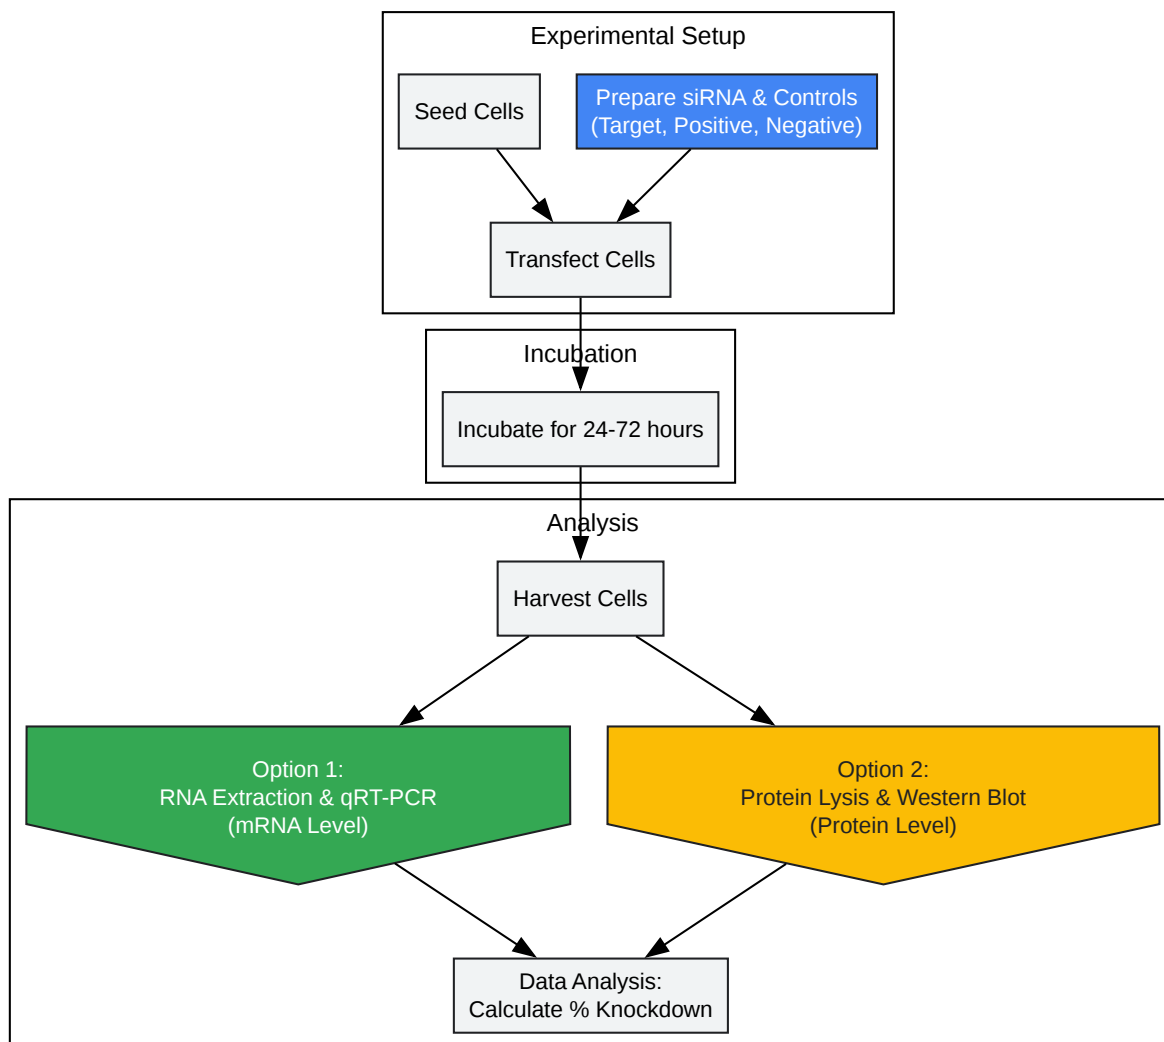 Experimental Setup
Seed Cells
Prepare siRNA & Controls
(Target, Positive, Negative)
Transfect Cells
Incubation
Incubate for 24-72 hours
Analysis
Harvest Cells
Option 1:
RNA Extraction & qRT-PCR
(mRNA Level)
Option 2:
Protein Lysis & Western Blot
(Protein Level)
Data Analysis:
Calculate % Knockdown